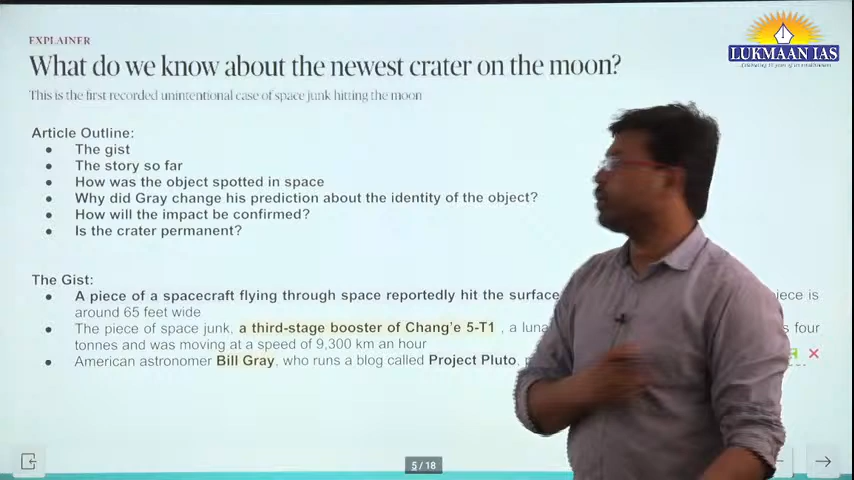 EXPLAINER
What do we know about the newest crater on the moon?
This is the first recorded unintentional case of space junk hitting the moon
LUKMAAN IAS
Article Outline:
• The gist
• The story so far
• How was the object spotted in space
• Why did Gray change his prediction about the identity of the object?
• How will the impact be confirmed?
• Is the crater permanent?
The Gist:
• A piece of a spacecraft flying through space reportedly hit the surface iece is
around 65 feet wide
• The piece of space junk, a third-stage booster of Chang'e 5-T1 , a luna s four
tonnes and was moving at a speed of 9,300 km an hour
• American astronomer Bill Gray, who runs a blog called Project Pluto,
5 / 18